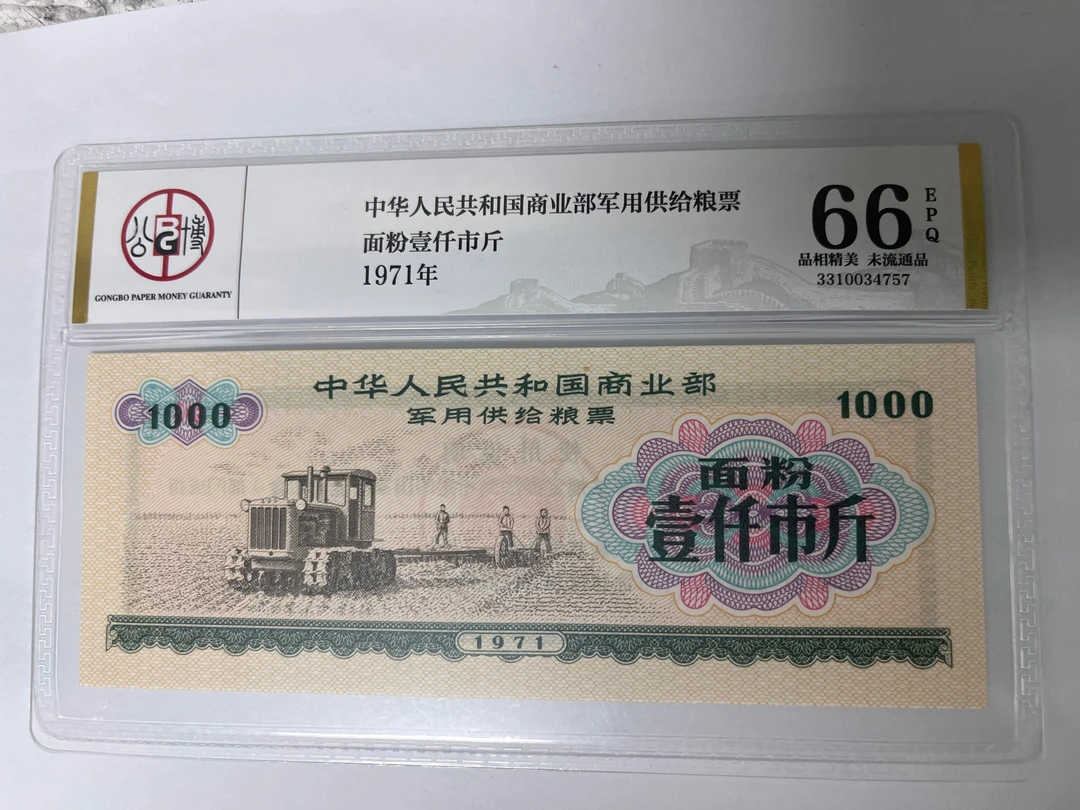 公 BG 博
GONGBO PAPER MONEY GUARANTY
中华人民共和国商业部军用供给粮票
面粉壹仟市斤
1971年
66 EPQ
品相精美 未流通品
3310034757
中华人民共和国商业部
军用供给粮票
1000
1000
面粉
壹仟市斤
1971